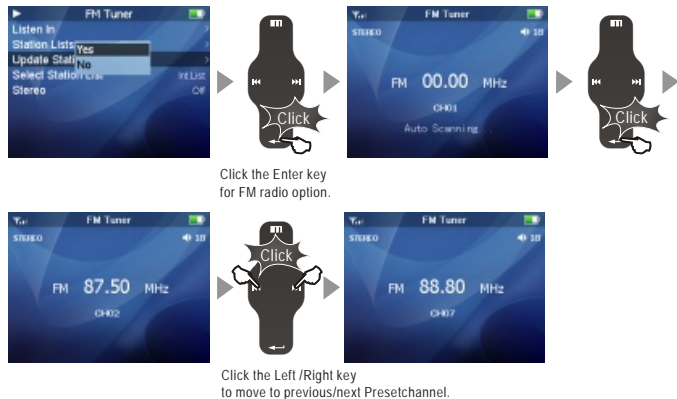 FM Tuner
Listen In
Station Lists
Update Stati
Select Station List Int.List
Stereo Off
Yes
No
Click
FM Tuner
STEREO 18
FM 00.00 MHz
CH01
Auto Scanning...
Click
Click the Enter key
for FM radio option.
FM Tuner
STEREO 18
FM 87.50 MHz
CH02
Click
FM Tuner
STEREO 18
FM 88.80 MHz
CH07
Click the Left /Right key
to move to previous/next Presetchannel.